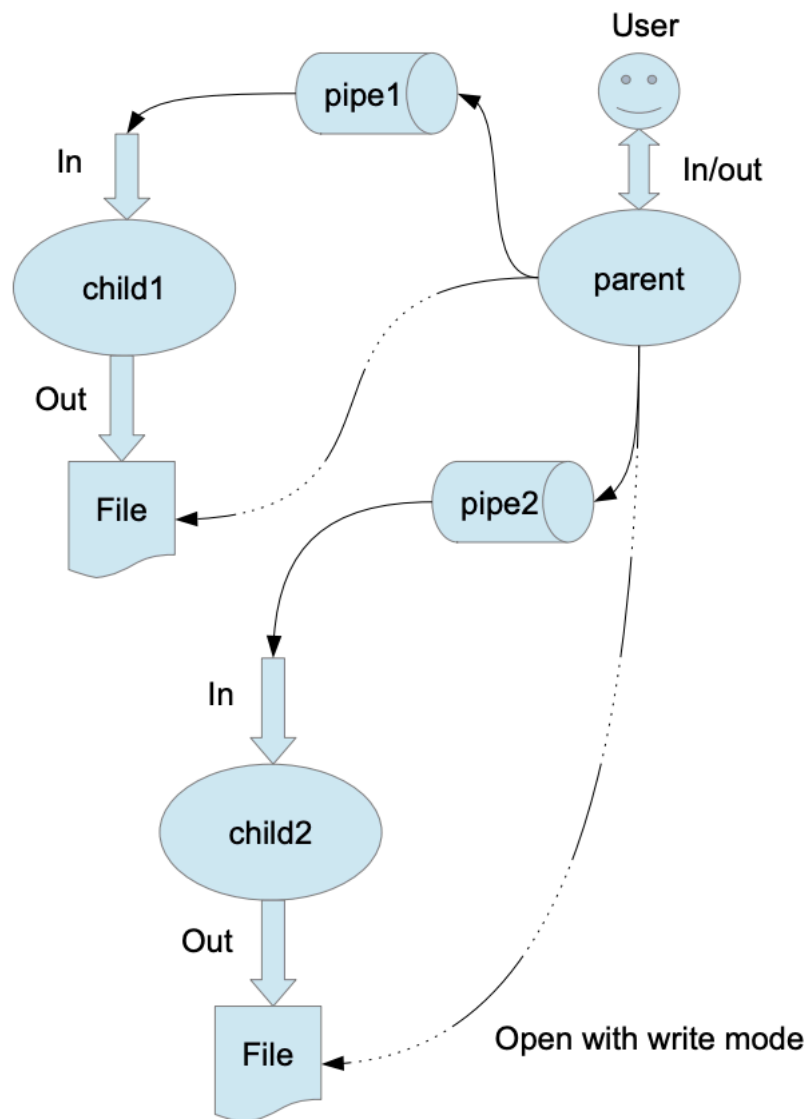 User
pipe1
In
In/out
child1
parent
Out
File
pipe2
In
child2
Out
File
Open with write mode